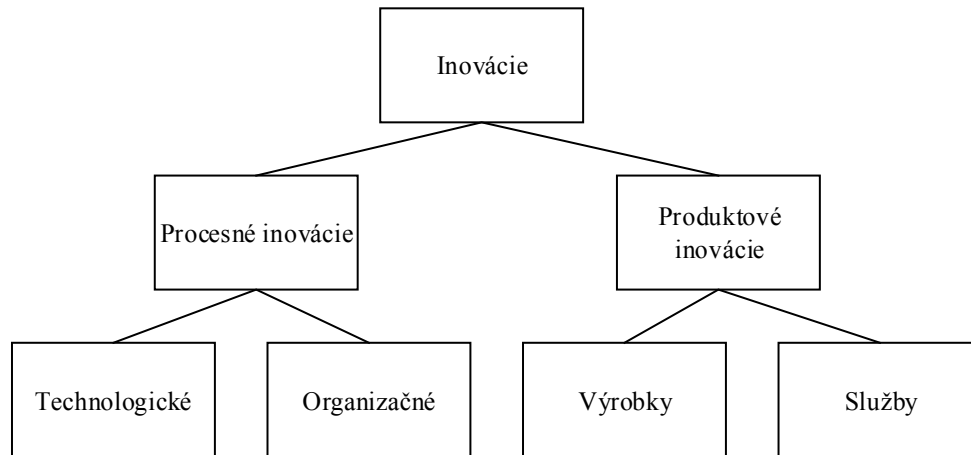 Inovácie
Procesné inovácie
Produktové
inovácie
Technologické
Organizačné
Výrobky
Služby